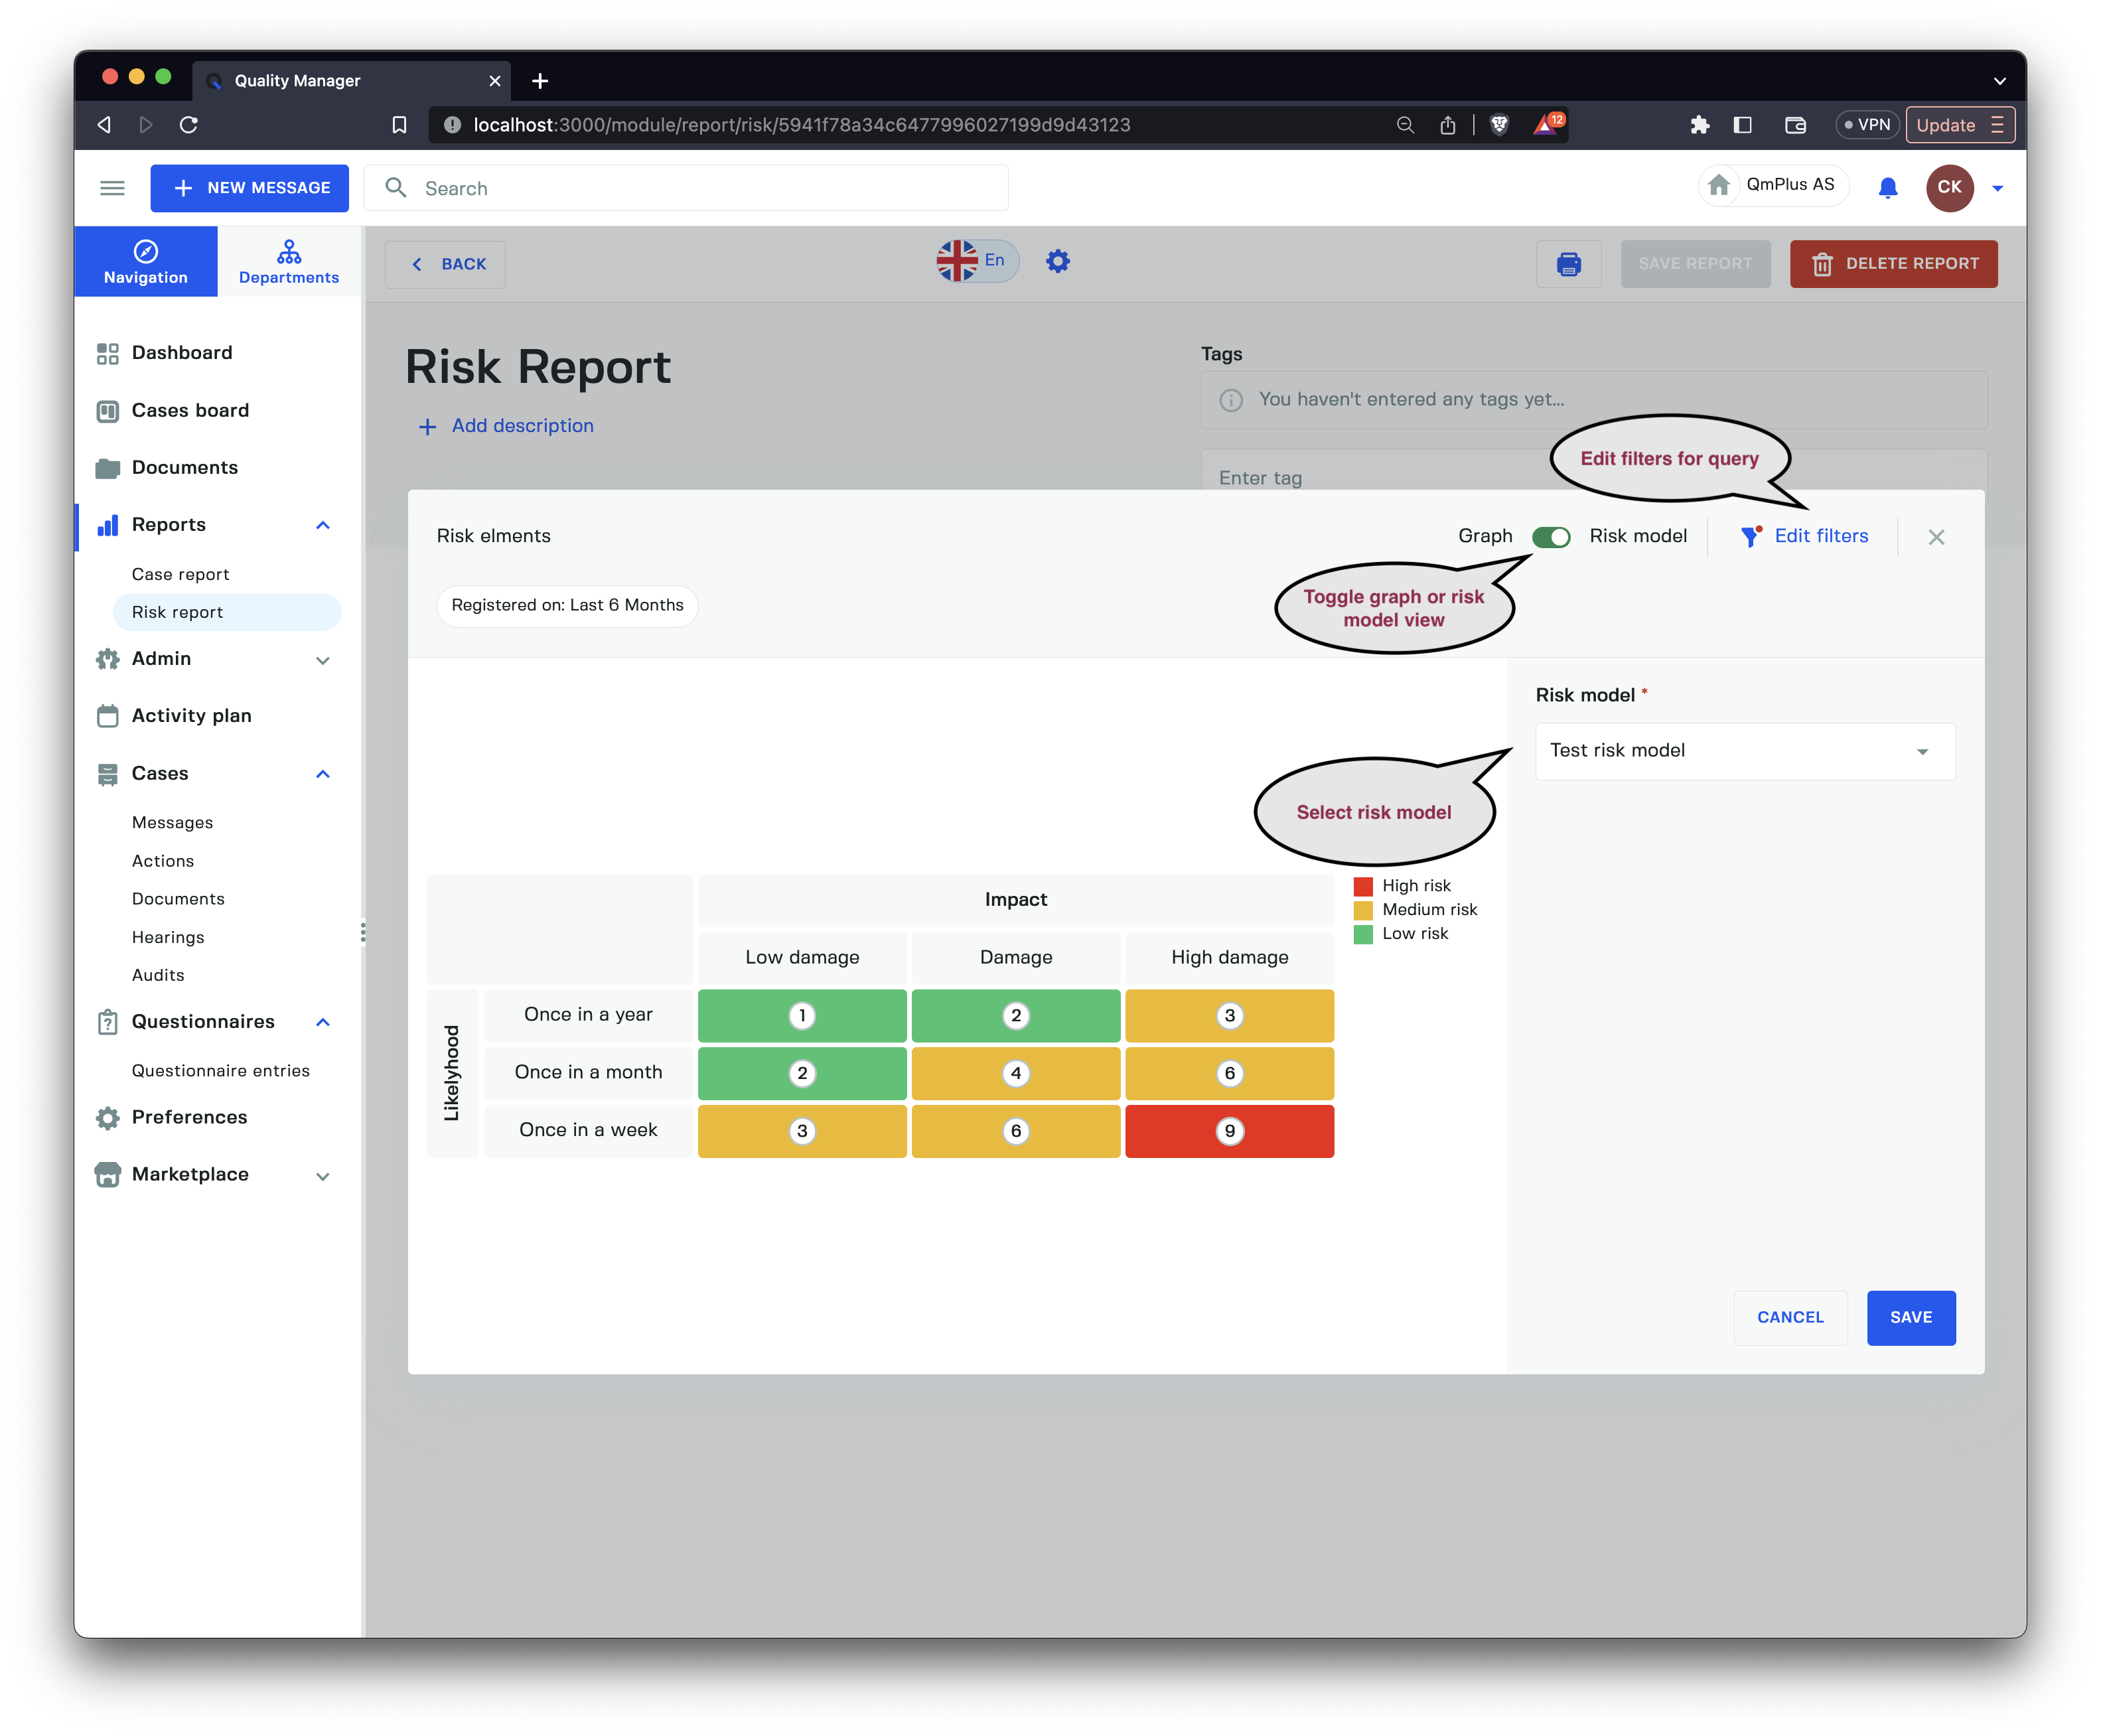 Quality Manager
localhost:3000/module/report/risk/5941f78a34c6477996027199d9d43123
12
VPN
Update
NEW MESSAGE
Search
QmPlus AS
CK
Navigation
Departments
BACK
En
SAVE REPORT
DELETE REPORT
Dashboard
Cases board
Documents
Reports
Case report
Risk report
Admin
Activity plan
Cases
Messages
Actions
Documents
Hearings
Audits
Questionnaires
Questionnaire entries
Preferences
Marketplace
Risk Report
Add description
Tags
You haven't entered any tags yet...
Enter tag
Edit filters for query
Risk elments
Graph
Risk model
Edit filters
Registered on: Last 6 Months
Toggle graph or risk
model view
Risk model *
Test risk model
Select risk model
Impact
Low damage
Damage
High damage
High risk
Medium risk
Low risk
Likelyhood
Once in a year
1
2
3
Once in a month
2
4
6
Once in a week
3
6
9
CANCEL
SAVE